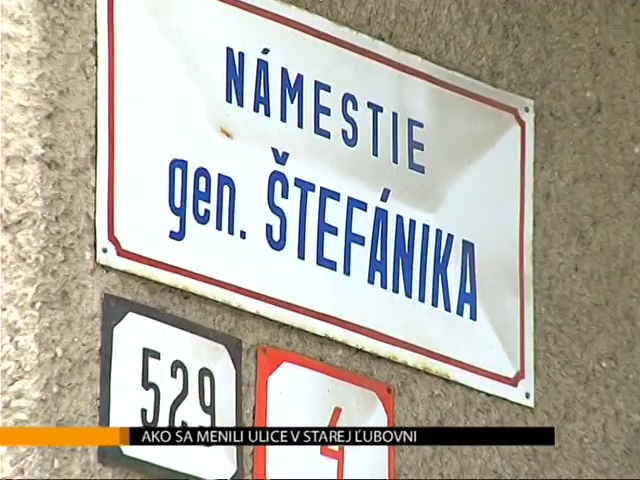 NÁMESTIE
gen. ŠTEFÁNIKA
529
4
AKO SA MENILI ULICE V STAREJ ĽUBOVNI